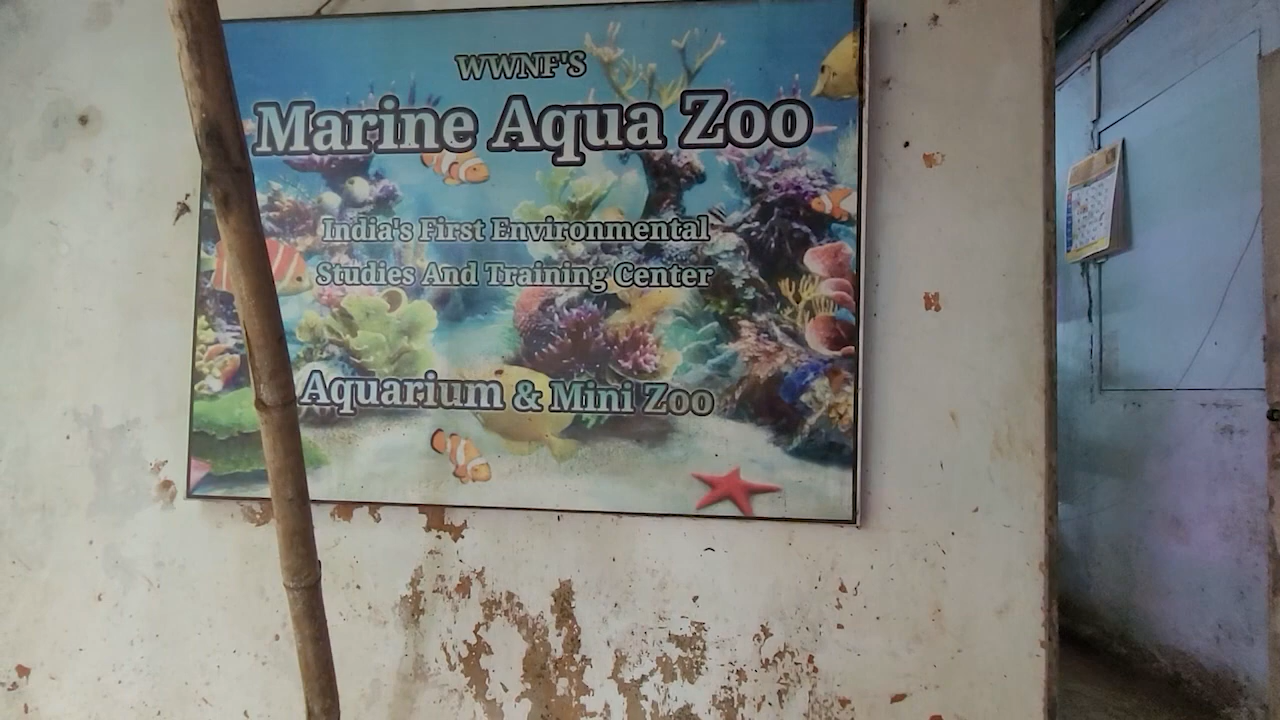 WWNF'S
Marine Aqua Zoo
India's First Environmental
Studies And Training Center
Aquarium & Mini Zoo